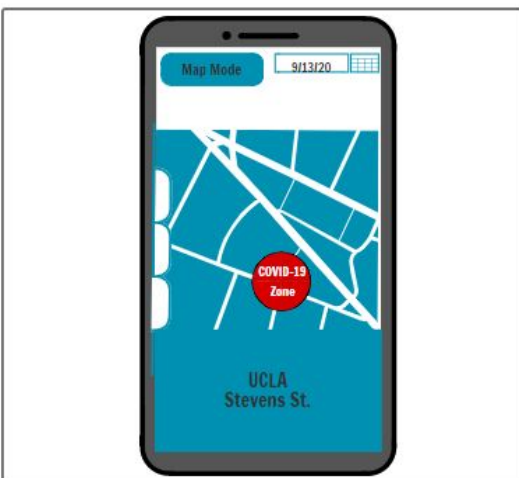 Map Mode
9/13/20
COVID-19
Zone
UCLA
Stevens St.